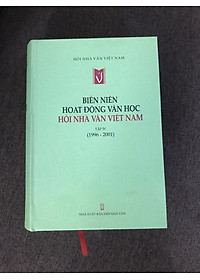 HỘI NHÀ VĂN VIỆT NAM
BIÊN NIÊN
HOẠT ĐỘNG VĂN HỌC
HỘI NHÀ VĂN VIỆT NAM
TẬP IV
(1996 - 2001)
NHÀ XUẤT BẢN HỘI NHÀ VĂN